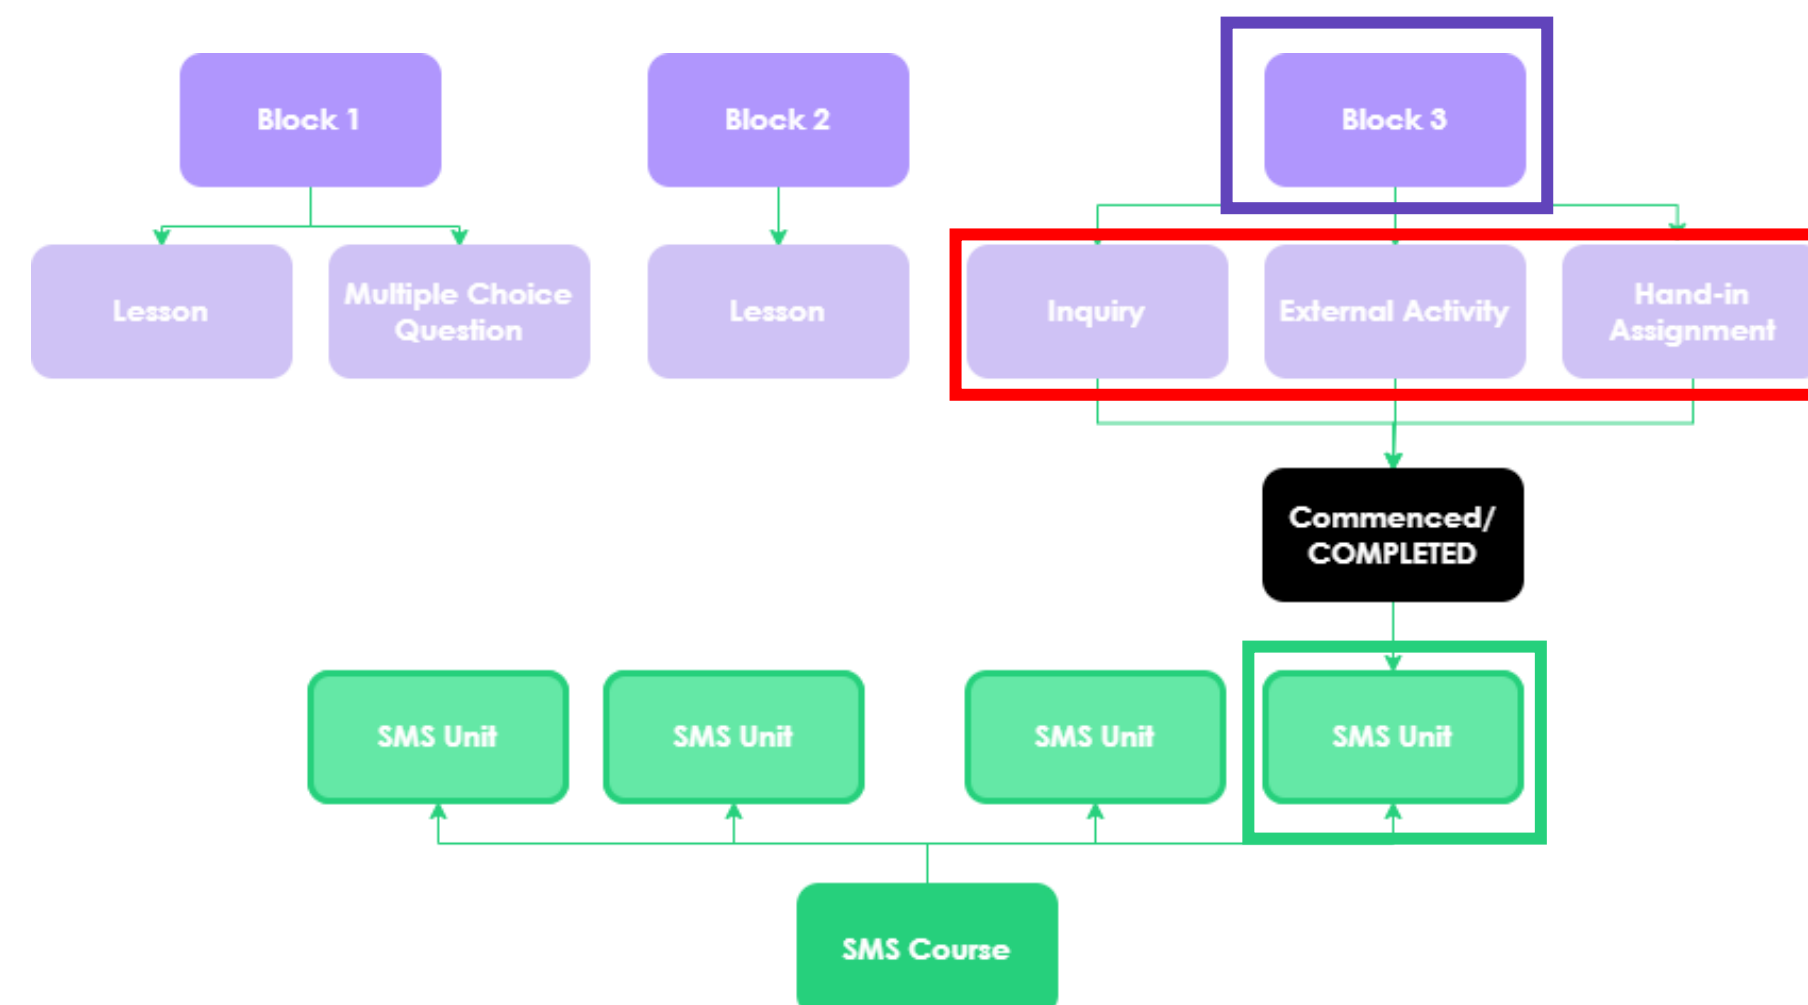 Block 1
Block 2
Block 3
Lesson
Multiple Choice
Question
Lesson
Inquiry
External Activity
Hand-in
Assignment
Commenced/
COMPLETED
SMS Unit
SMS Unit
SMS Unit
SMS Unit
SMS Course